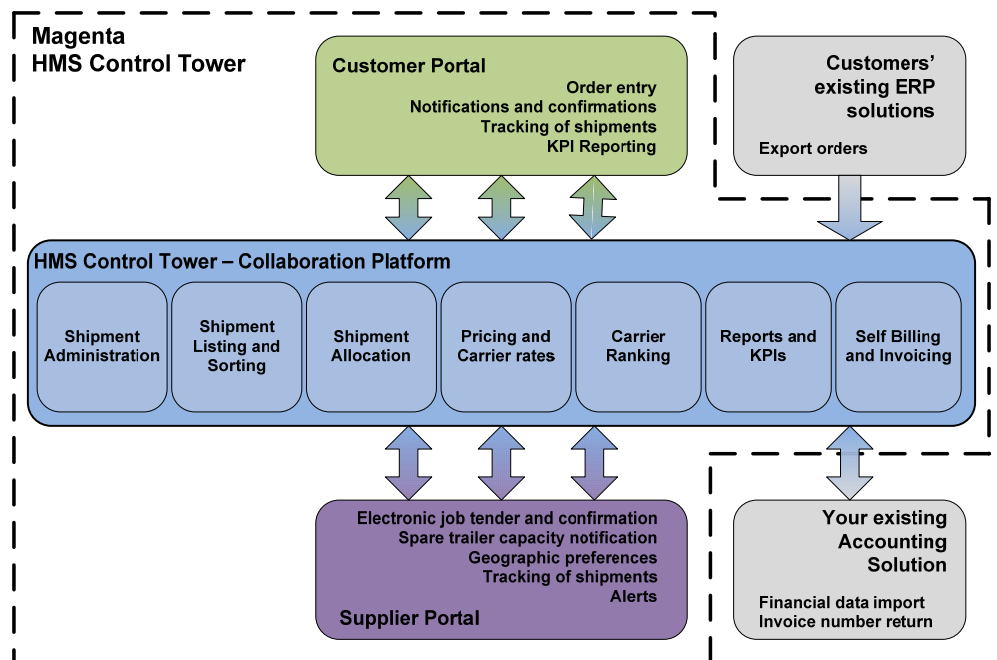 Magenta
HMS Control Tower
Customer Portal
Order entry
Notifications and confirmations
Tracking of shipments
KPI Reporting
Customers’
existing ERP
solutions
Export orders
HMS Control Tower – Collaboration Platform
Shipment
Administration
Shipment
Listing and
Sorting
Shipment
Allocation
Pricing and
Carrier rates
Carrier
Ranking
Reports and
KPIs
Self Billing
and Invoicing
Electronic job tender and confirmation
Spare trailer capacity notification
Geographic preferences
Tracking of shipments
Alerts
Supplier Portal
Your existing
Accounting
Solution
Financial data import
Invoice number return